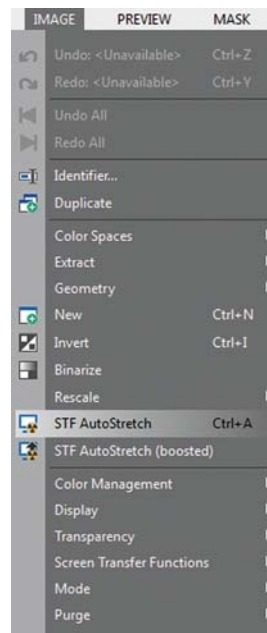 IMAGE PREVIEW MASK
Undo: <Unavailable> Ctrl+Z
Redo: <Unavailable> Ctrl+Y
Undo All
Redo All
Identifier...
Duplicate
Color Spaces
Extract
Geometry
New Ctrl+N
Invert Ctrl+I
Binarize
Rescale
STF AutoStretch Ctrl+A
STF AutoStretch (boosted)
Color Management
Display
Transparency
Screen Transfer Functions
Mode
Purge